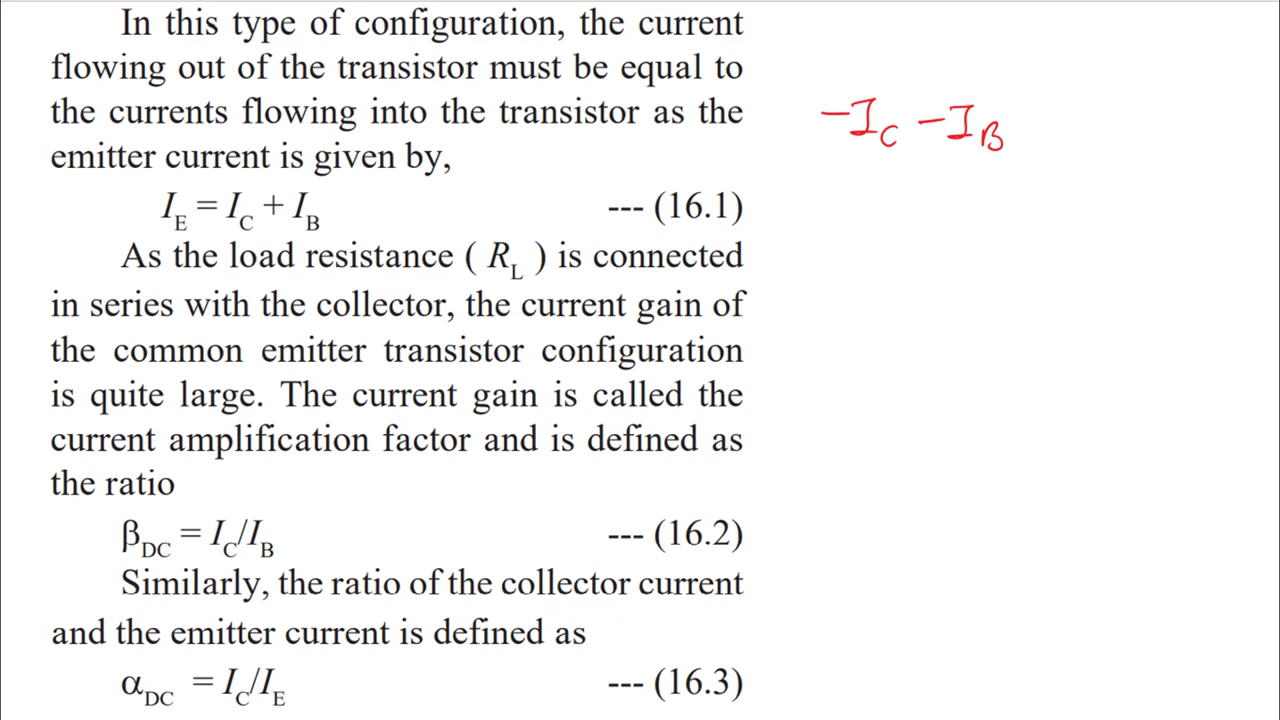 In this type of configuration, the current
flowing out of the transistor must be equal to
the currents flowing into the transistor as the
emitter current is given by,
I_E = I_C + I_B --- (16.1)
As the load resistance ( R_L ) is connected
in series with the collector, the current gain of
the common emitter transistor configuration
is quite large. The current gain is called the
current amplification factor and is defined as
the ratio
β_DC = I_C/I_B --- (16.2)
Similarly, the ratio of the collector current
and the emitter current is defined as
α_DC = I_C/I_E --- (16.3)
-I_C -I_B